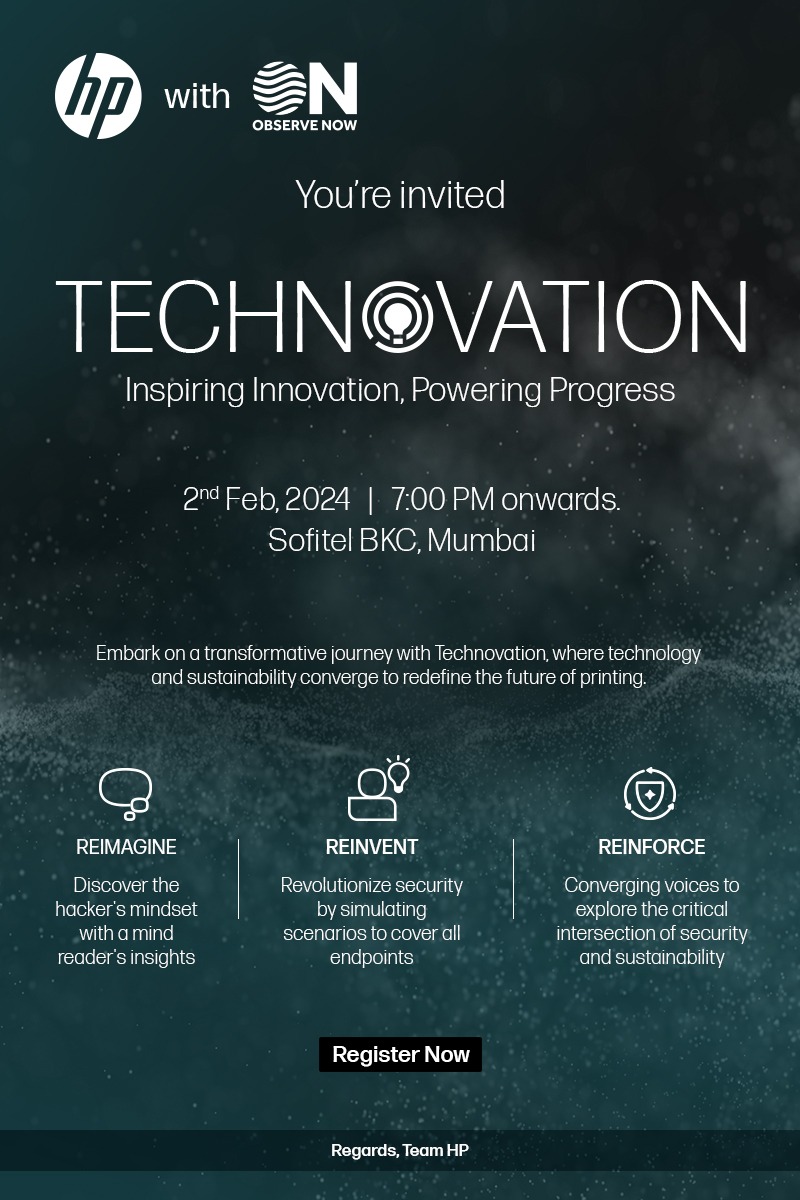 hp with ON
OBSERVE NOW
You’re invited
TECHNOVATION
Inspiring Innovation, Powering Progress
2nd Feb, 2024 | 7:00 PM onwards.
Sofitel BKC, Mumbai
Embark on a transformative journey with Technovation, where technology
and sustainability converge to redefine the future of printing.
REIMAGINE
Discover the
hacker’s mindset
with a mind
reader’s insights
REINVENT
Revolutionize security
by simulating
scenarios to cover all
endpoints
REINFORCE
Converging voices to
explore the critical
intersection of security
and sustainability
Register Now
Regards, Team HP